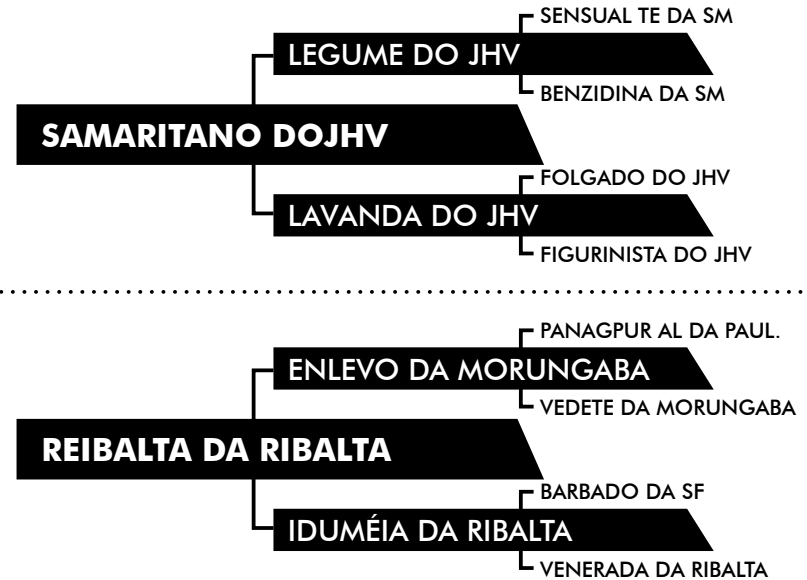 SENSUAL TE DA SM
LEGUME DO JHV
BENZIDINA DA SM
SAMARITANO DOJHV
FOLGADO DO JHV
LAVANDA DO JHV
FIGURINISTA DO JHV
PANAGPUR AL DA PAUL.
ENLEVO DA MORUNGABA
VEDETE DA MORUNGABA
REIBALTA DA RIBALTA
BARBADO DA SF
IDUMÉIA DA RIBALTA
VENERADA DA RIBALTA